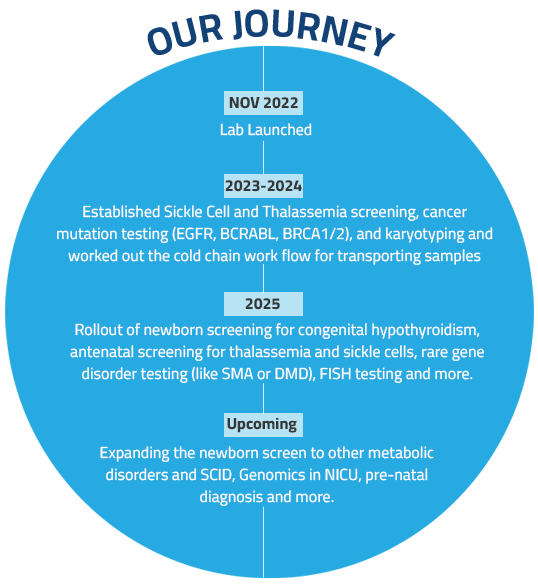 OUR JOURNEY
NOV 2022
Lab Launched
2023-2024
Established Sickle Cell and Thalassemia screening, cancer
mutation testing (EGFR, BCRABL, BRCA1/2), and karyotyping and
worked out the cold chain work flow for transporting samples
2025
Rollout of newborn screening for congenital hypothyroidism,
antenatal screening for thalassemia and sickle cells, rare gene
disorder testing (like SMA or DMD), FISH testing and more.
Upcoming
Expanding the newborn screen to other metabolic
disorders and SCID, Genomics in NICU, pre-natal
diagnosis and more.